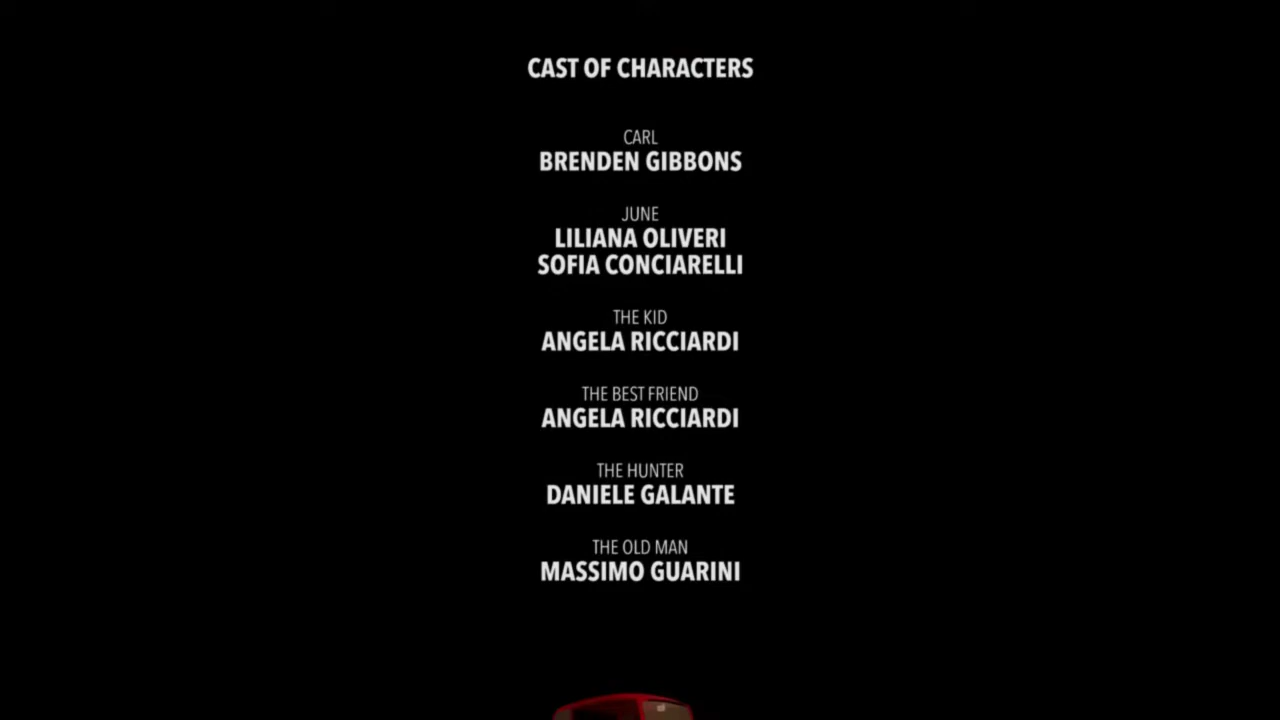 CAST OF CHARACTERS
CARL
BRENDEN GIBBONS
JUNE
LILIANA OLIVERI
SOFIA CONCIARELLI
THE KID
ANGELA RICCIARDI
THE BEST FRIEND
ANGELA RICCIARDI
THE HUNTER
DANIELE GALANTE
THE OLD MAN
MASSIMO GUARINI